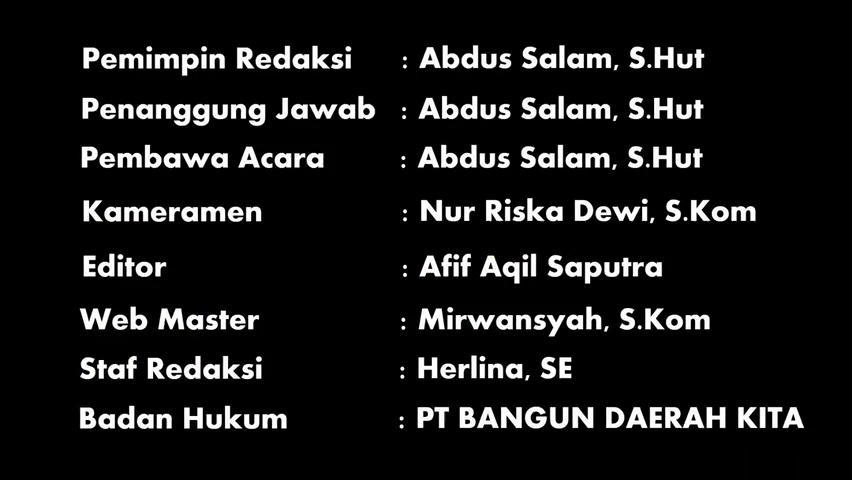 Pemimpin Redaksi : Abdus Salam, S.Hut
Penanggung Jawab : Abdus Salam, S.Hut
Pembawa Acara : Abdus Salam, S.Hut
Kameramen : Nur Riska Dewi, S.Kom
Editor : Afif Aqil Saputra
Web Master : Mirwansyah, S.Kom
Staf Redaksi : Herlina, SE
Badan Hukum : PT BANGUN DAERAH KITA